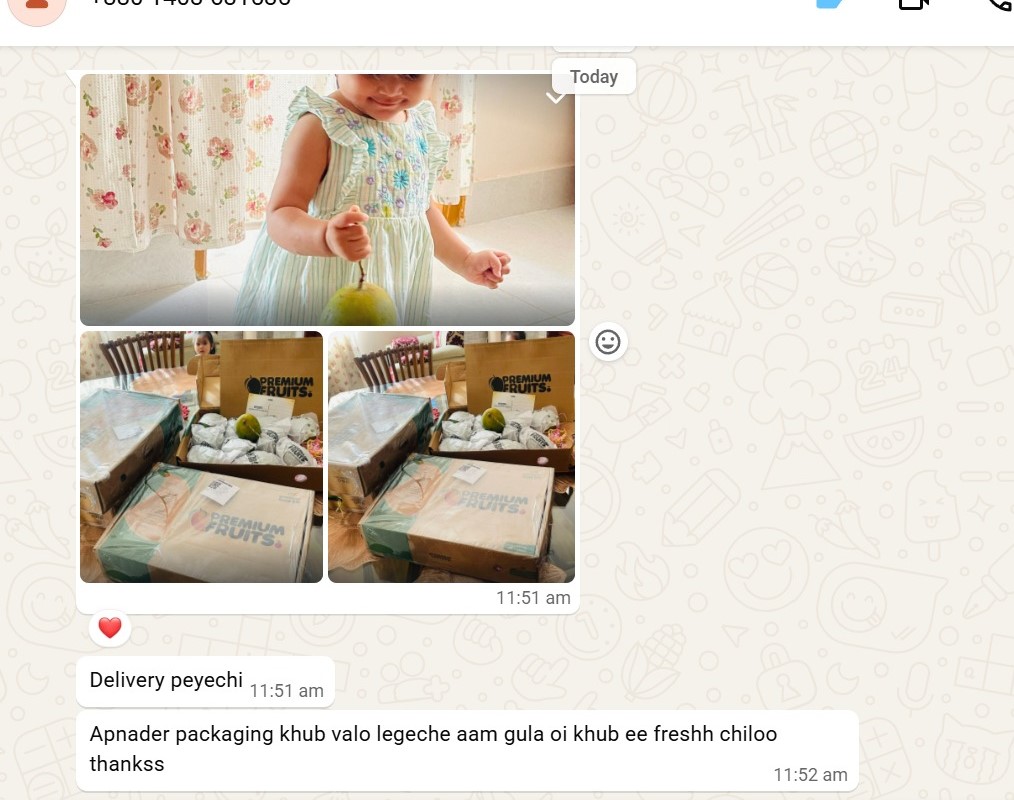 Today
PREMIUM
FRUITS.
PREMIUM
FRUITS.
PREMIUM
FRUITS.
PREMIUM
FRUITS.
11:51 am
Delivery peyechi 11:51 am
Apnader packaging khub valo legeche aam gula oi khub ee freshh chiloo
thankss
11:52 am